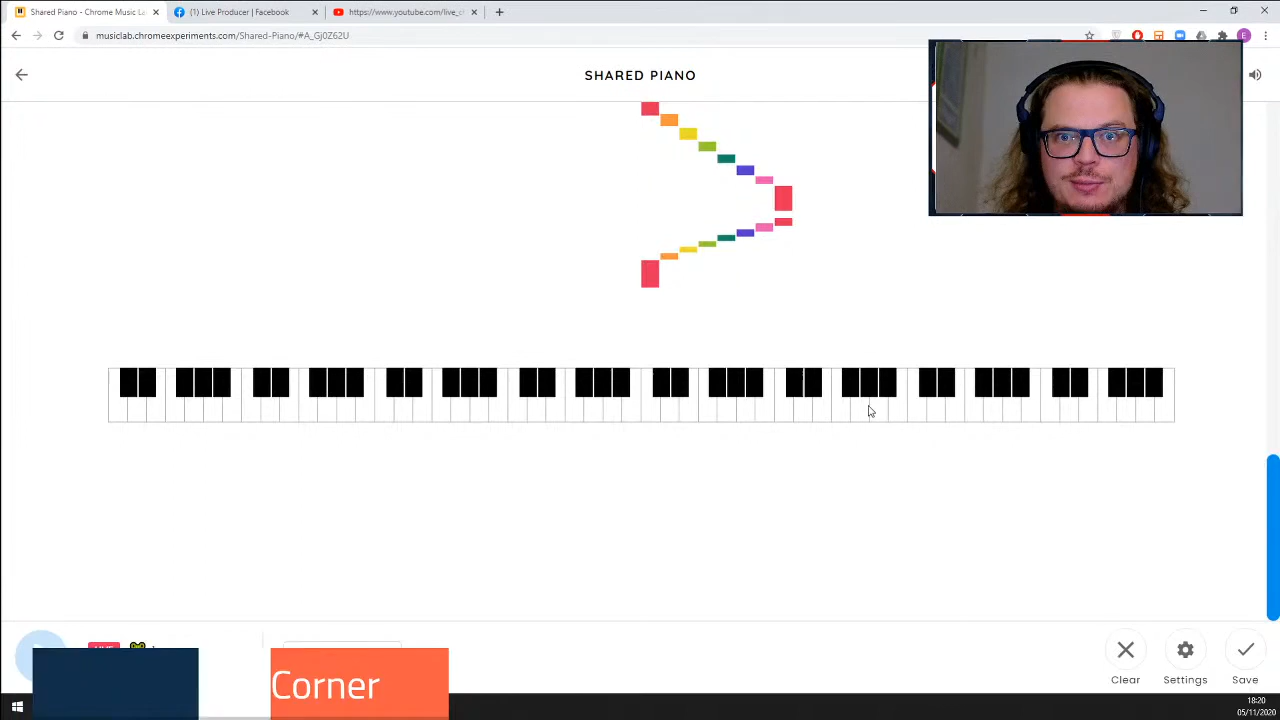 Shared Piano - Chrome Music La
(1) Live Producer | Facebook
https://www.youtube.com/live_c
musiclab.chromeexperiments.com/Shared-Piano/#A_Gj0Z62U
E
SHARED PIANO
LIVE
Corner
Clear
Settings
Save
18:20
05/11/2020